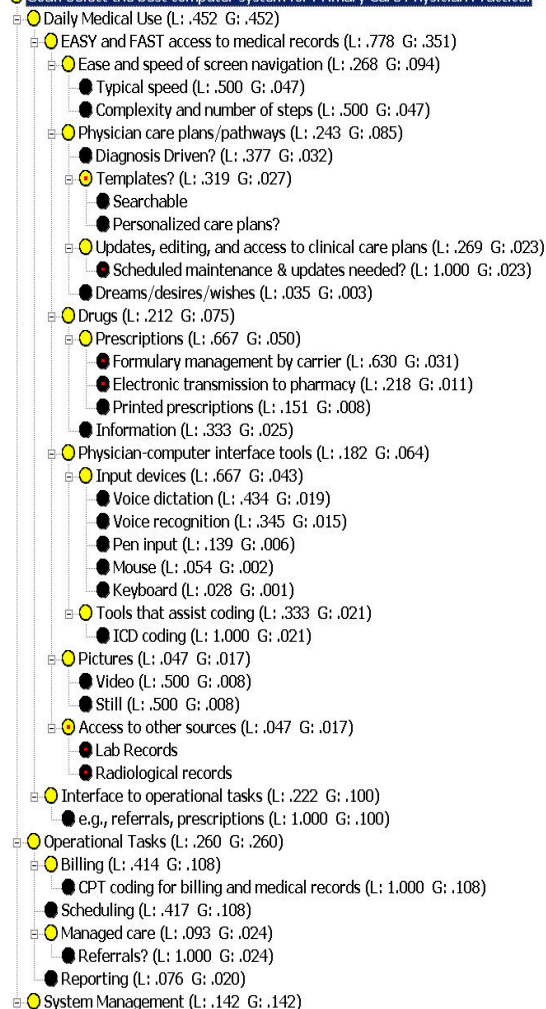 Daily Medical Use (L: .452 G: .452)
EASY and FAST access to medical records (L: .778 G: .351)
Ease and speed of screen navigation (L: .268 G: .094)
Typical speed (L: .500 G: .047)
Complexity and number of steps (L: .500 G: .047)
Physician care plans/pathways (L: .243 G: .085)
Diagnosis Driven? (L: .377 G: .032)
Templates? (L: .319 G: .027)
Searchable
Personalized care plans?
Updates, editing, and access to clinical care plans (L: .269 G: .023)
Scheduled maintenance & updates needed? (L: 1.000 G: .023)
Dreams/desires/wishes (L: .035 G: .003)
Drugs (L: .212 G: .075)
Prescriptions (L: .667 G: .050)
Formulary management by carrier (L: .630 G: .031)
Electronic transmission to pharmacy (L: .218 G: .011)
Printed prescriptions (L: .151 G: .008)
Information (L: .333 G: .025)
Physician-computer interface tools (L: .182 G: .064)
Input devices (L: .667 G: .043)
Voice dictation (L: .434 G: .019)
Voice recognition (L: .345 G: .015)
Pen input (L: .139 G: .006)
Mouse (L: .054 G: .002)
Keyboard (L: .028 G: .001)
Tools that assist coding (L: .333 G: .021)
ICD coding (L: 1.000 G: .021)
Pictures (L: .047 G: .017)
Video (L: .500 G: .008)
Still (L: .500 G: .008)
Access to other sources (L: .047 G: .017)
Lab Records
Radiological records
Interface to operational tasks (L: .222 G: .100)
e.g., referrals, prescriptions (L: 1.000 G: .100)
Operational Tasks (L: .260 G: .260)
Billing (L: .414 G: .108)
CPT coding for billing and medical records (L: 1.000 G: .108)
Scheduling (L: .417 G: .108)
Managed care (L: .093 G: .024)
Referrals? (L: 1.000 G: .024)
Reporting (L: .076 G: .020)
System Management (L: .142 G: .142)